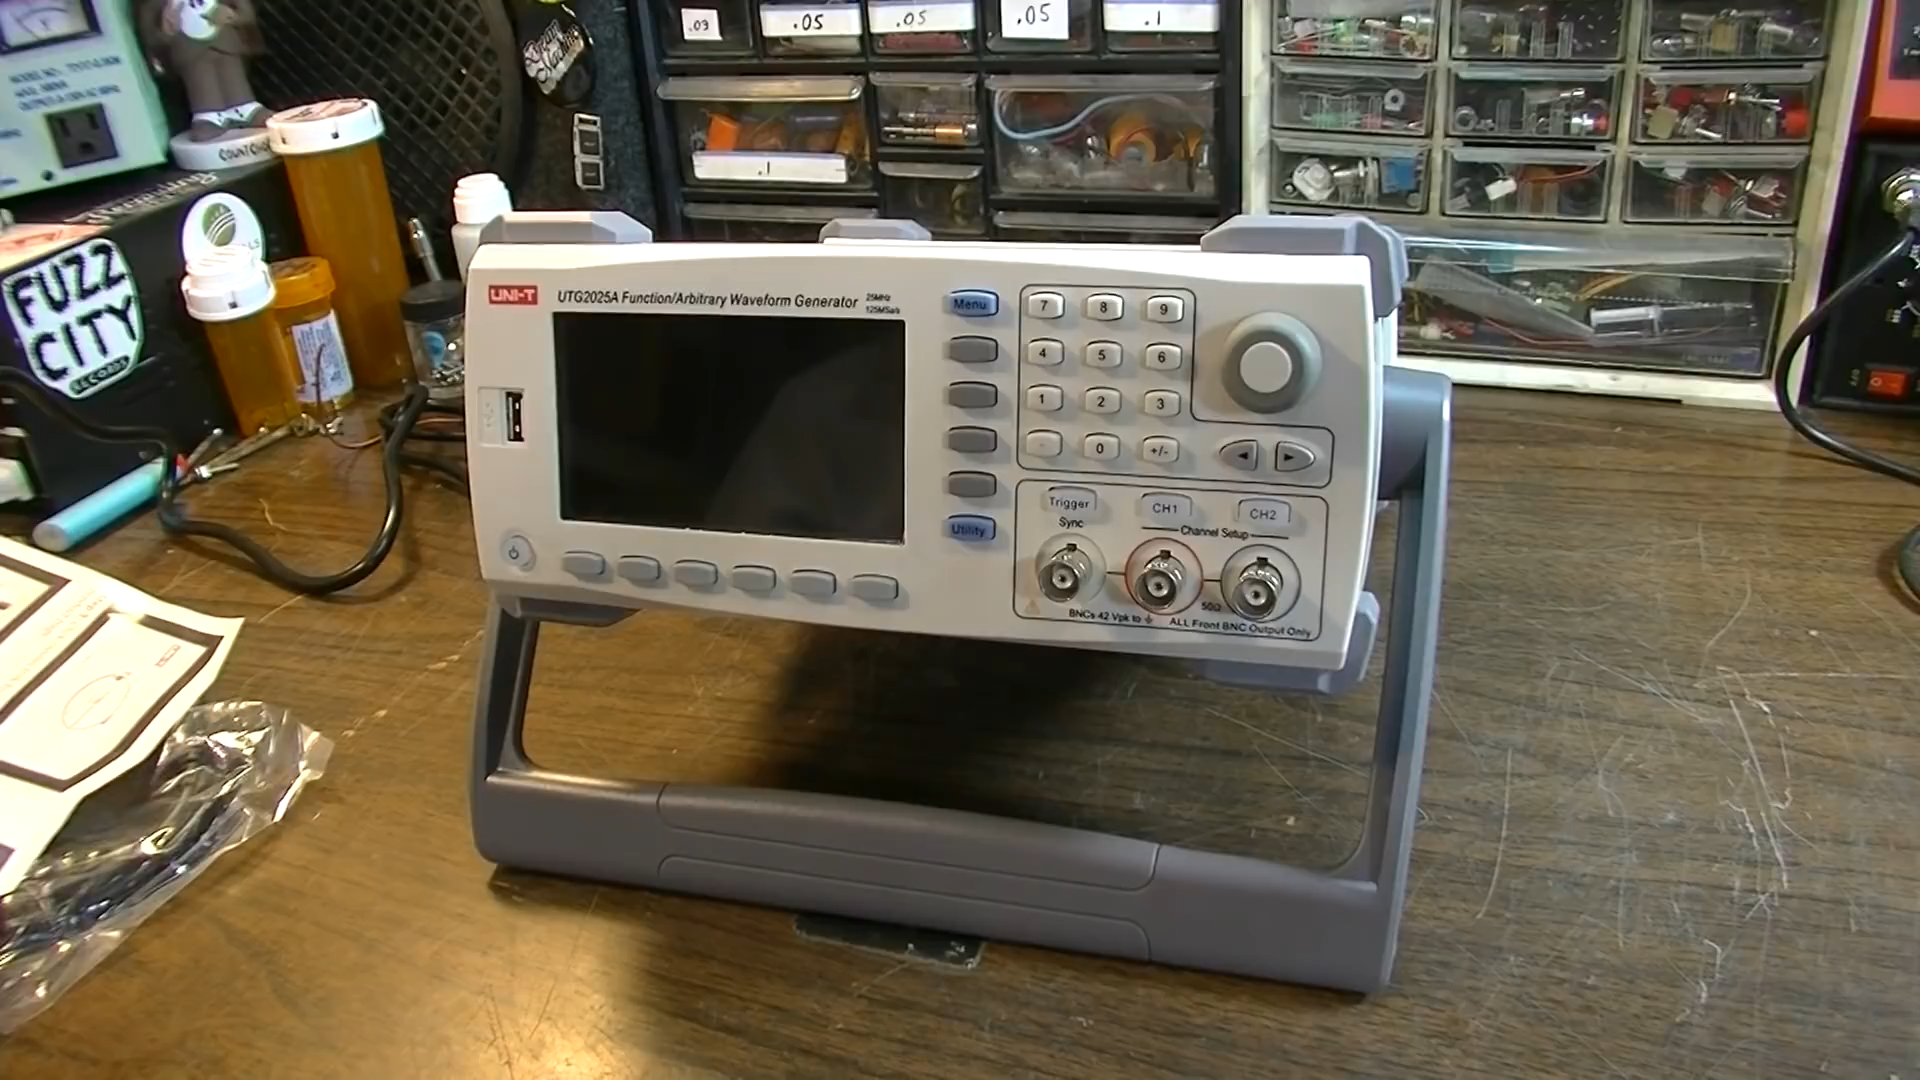 .03
.05
.05
.05
.1
.1
COUNT
FUZZ
CITY
RECORDS
UNI-T
UTG2025A Function/Arbitrary Waveform Generator
25MHz
125MSa/s
Menu
7
8
9
4
5
6
1
2
3
.
0
+/-
Utility
Trigger
CH1
CH2
Sync
Channel Setup
50Ω
BNCs 42 Vpk to
ALL Front BNC Output Only